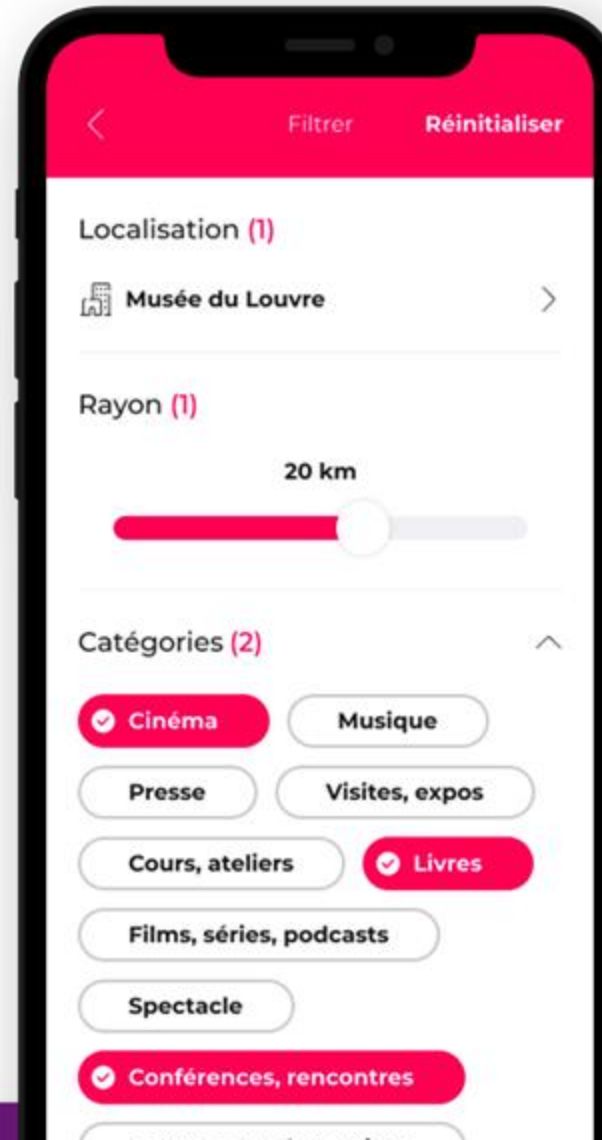 Filtrer Réinitialiser
Localisation (1)
Musée du Louvre
Rayon (1)
20 km
Catégories (2)
Cinéma Musique
Presse Visites, expos
Cours, ateliers Livres
Films, séries, podcasts
Spectacle
Conférences, rencontres